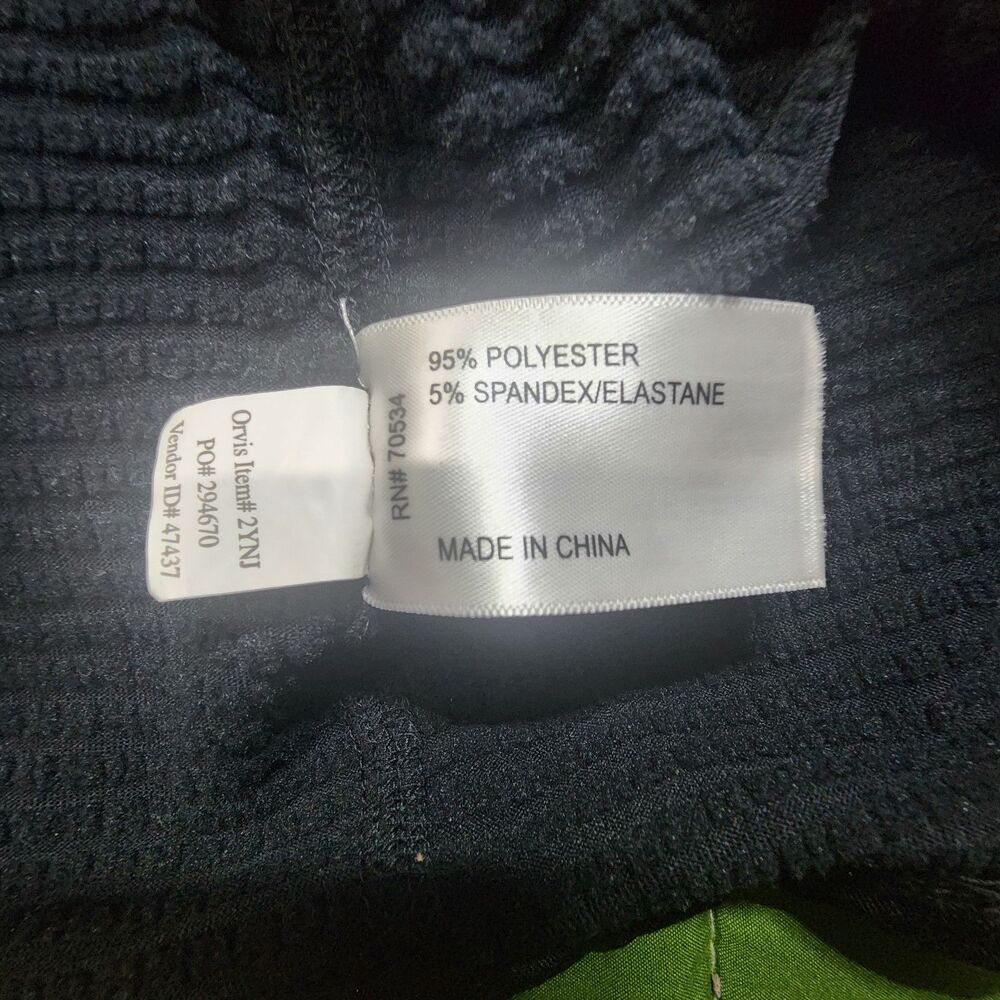 95% POLYESTER
5% SPANDEX/ELASTANE
RN# 70534
MADE IN CHINA
Orvis Item# 2YNJ
PO# 294670
Vendor ID# 47437